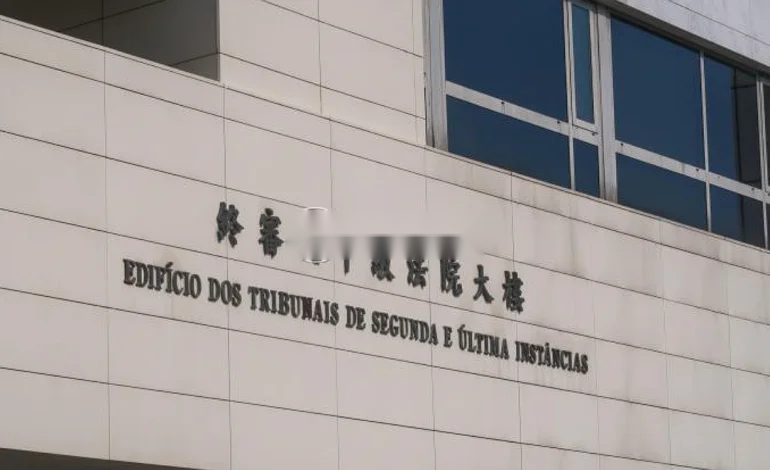 終審 法院大樓
EDIFÍCIO DOS TRIBUNAIS DE SEGUNDA E ÚLTIMA INSTÂNCIAS